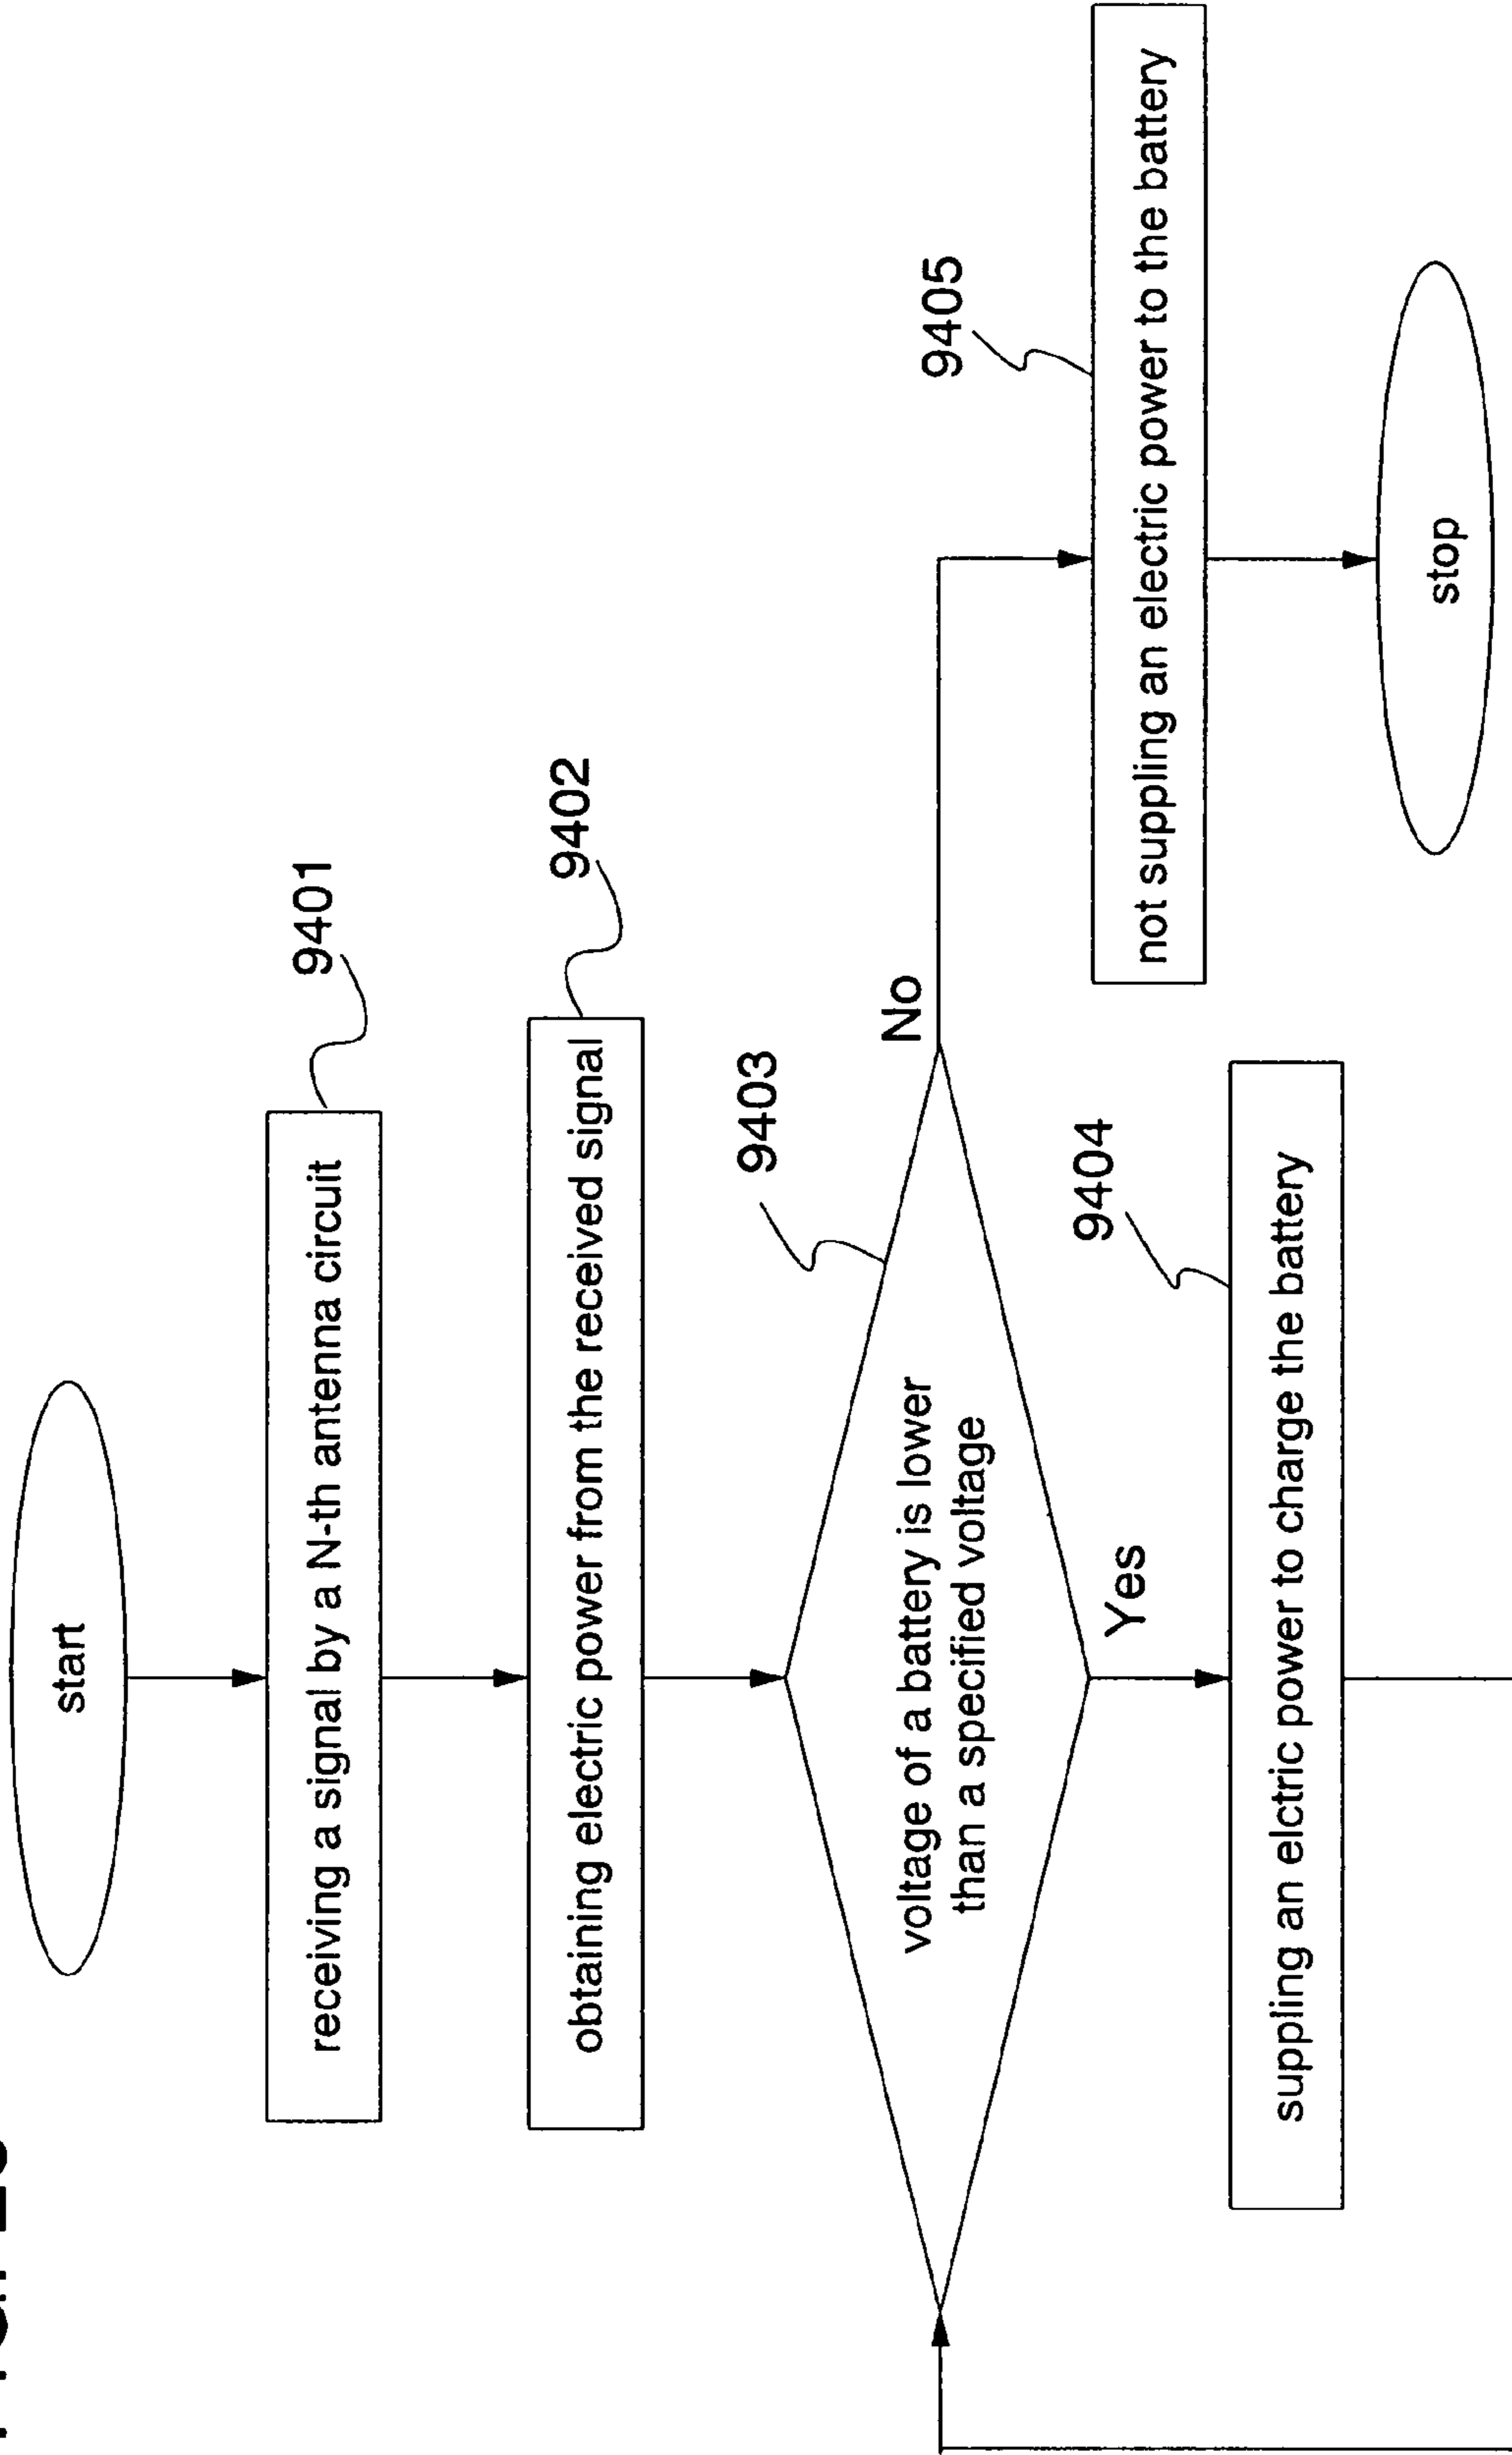 start
receiving a signal by a N-th antenna circuit
9401
obtaining electric power from the received signal
9402
voltage of a battery is lower
than a specified voltage
9403
No
Yes
suppling an elctric power to charge the battery
9404
not suppling an electric power to the battery
9405
stop